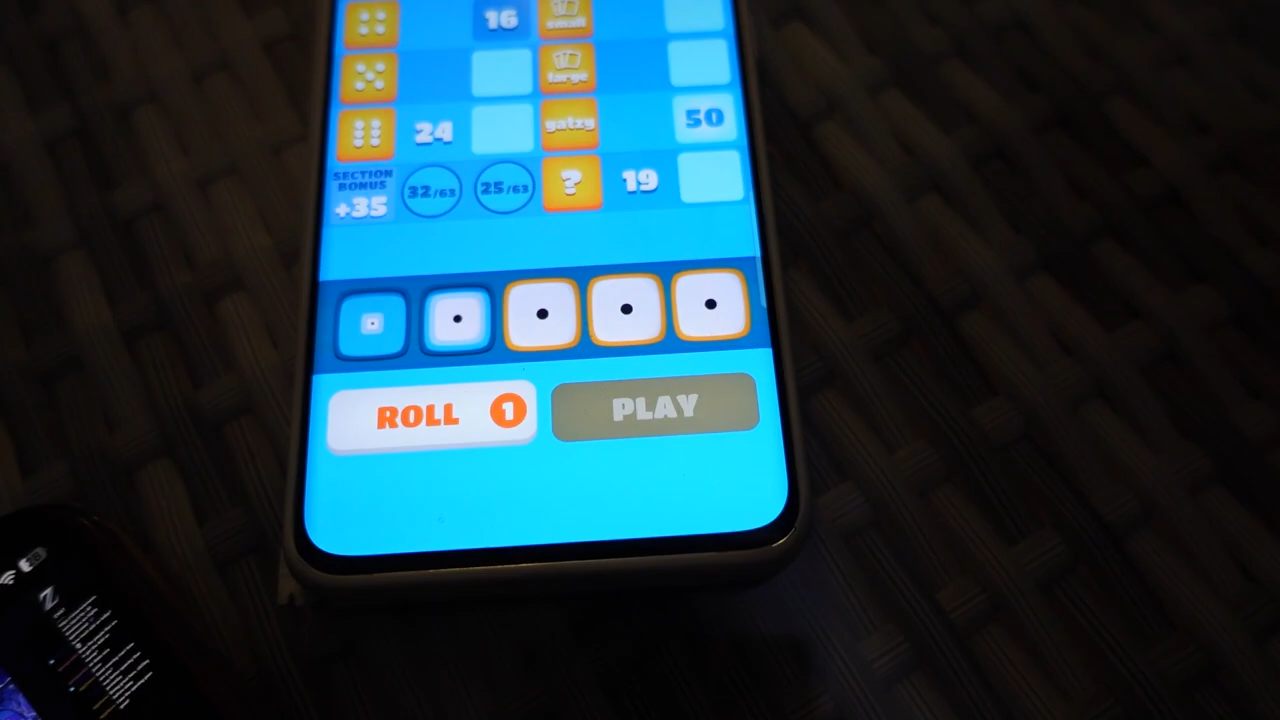 16 small
large
24 yatzy 50
SECTION
BONUS
+35 32/63 25/63 ? 19
ROLL 1 PLAY
Z